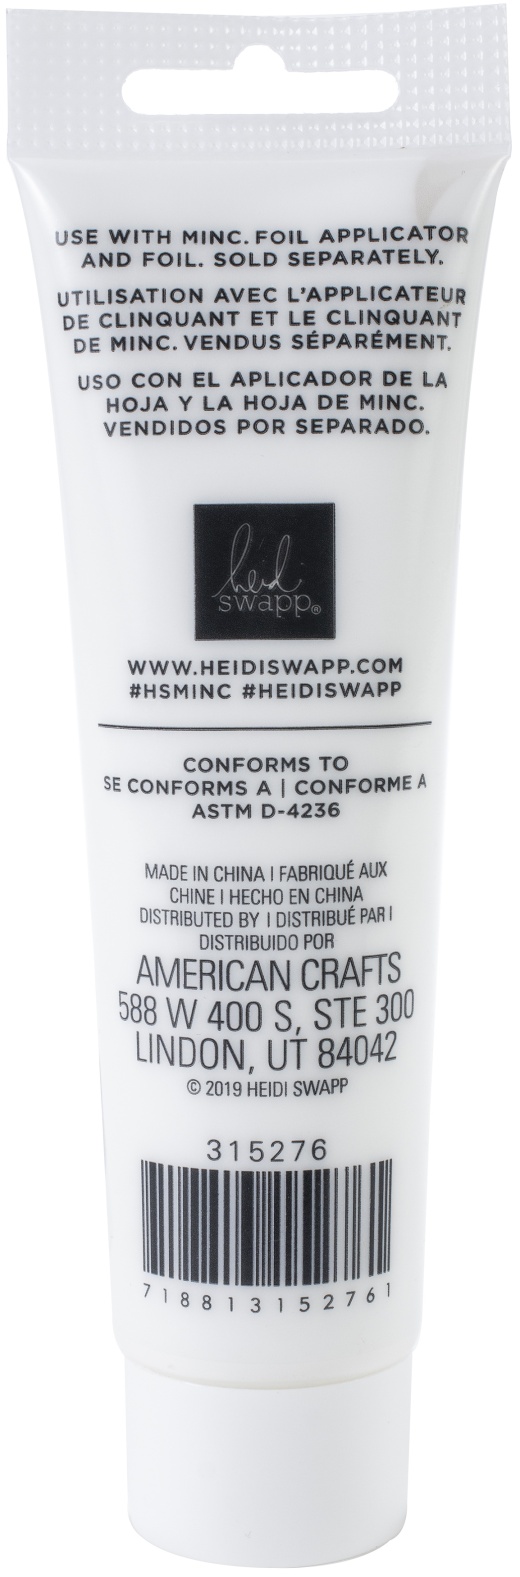 USE WITH MINC. FOIL APPLICATOR
AND FOIL. SOLD SEPARATELY.
UTILISATION AVEC L'APPLICATEUR
DE CLINQUANT ET LE CLINQUANT
DE MINC. VENDUS SÉPARÉMENT.
USO CON EL APLICADOR DE LA
HOJA Y LA HOJA DE MINC.
VENDIDOS POR SEPARADO.
heidi
swapp®
WWW.HEIDISWAPP.COM
#HSMINC #HEIDISWAPP
CONFORMS TO
SE CONFORMS A | CONFORME A
ASTM D-4236
MADE IN CHINA I FABRIQUÉ AUX
CHINE I HECHO EN CHINA
DISTRIBUTED BY I DISTRIBUÉ PAR I
DISTRIBUIDO POR
AMERICAN CRAFTS
588 W 400 S, STE 300
LINDON, UT 84042
© 2019 HEIDI SWAPP
315276
718813152761